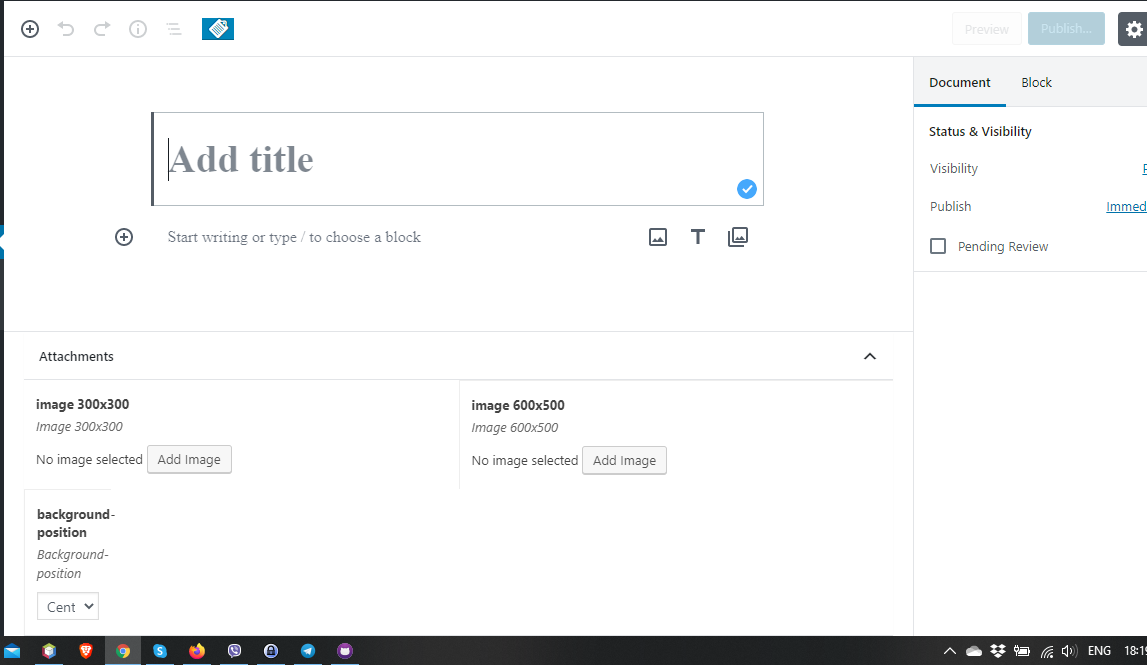 Preview
Publish...
Document
Block
Add title
Status & Visibility
Visibility
Publish
Immed
Pending Review
Start writing or type / to choose a block
Attachments
image 300x300
Image 300x300
No image selected
Add Image
image 600x500
Image 600x500
No image selected
Add Image
background-
position
Background-
position
Cent
ENG